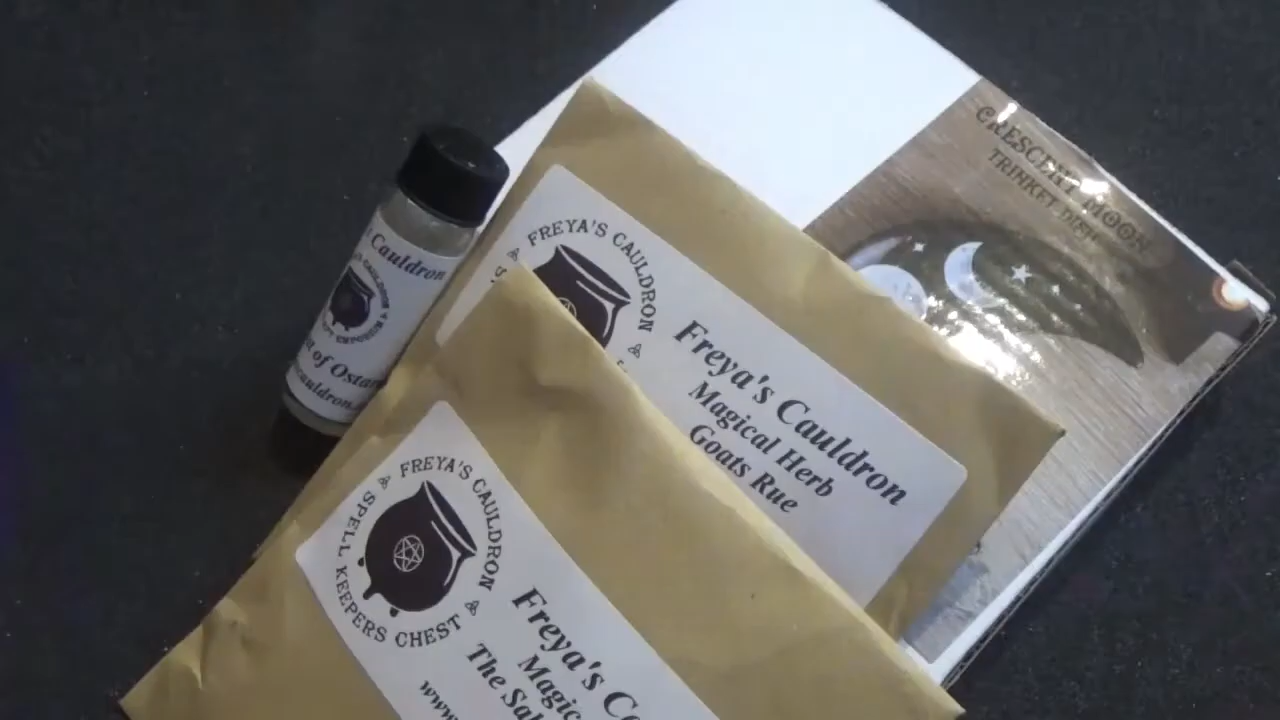 CRESCENT MOON
TRINKET DISH
Cauldron
of
FREYA'S CAULDRON
Freya's Cauldron
Magical Herb
Goats Rue
FREYA'S CAULDRON
SPELL KEEPERS CHEST
Freya's
The